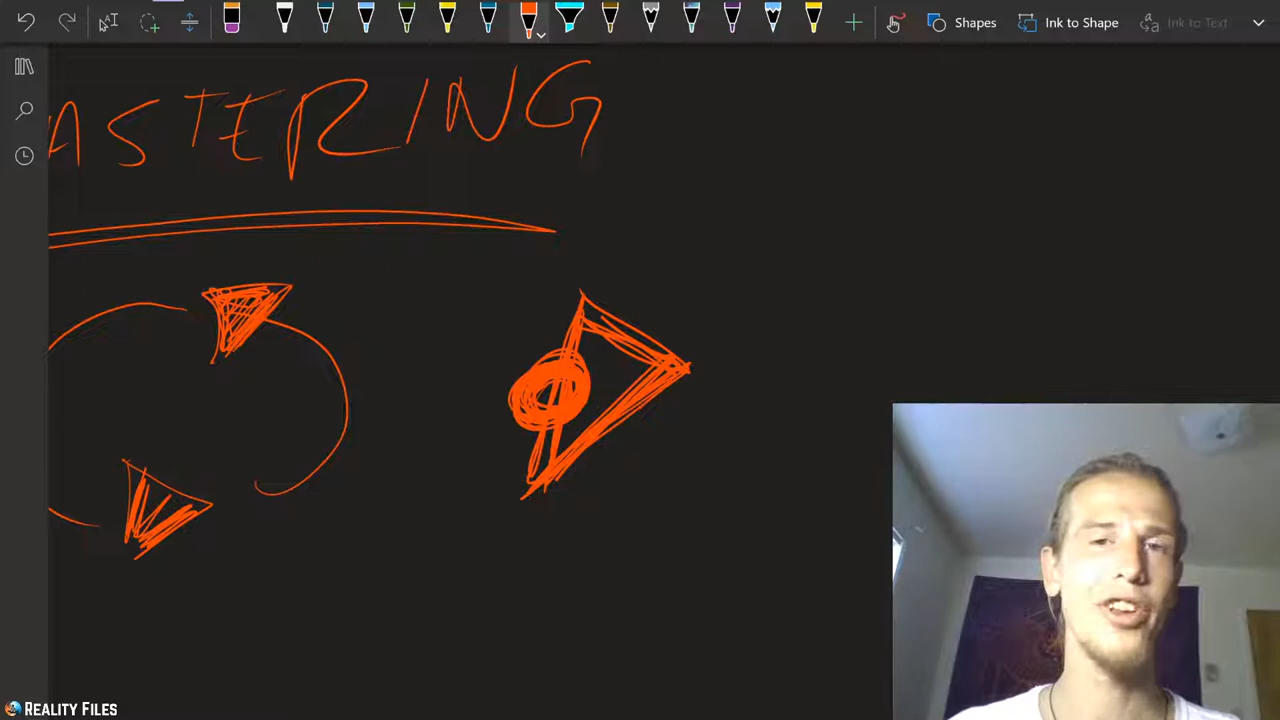 Shapes
Ink to Shape
Ink to Text
ASTERING
REALITY FILES